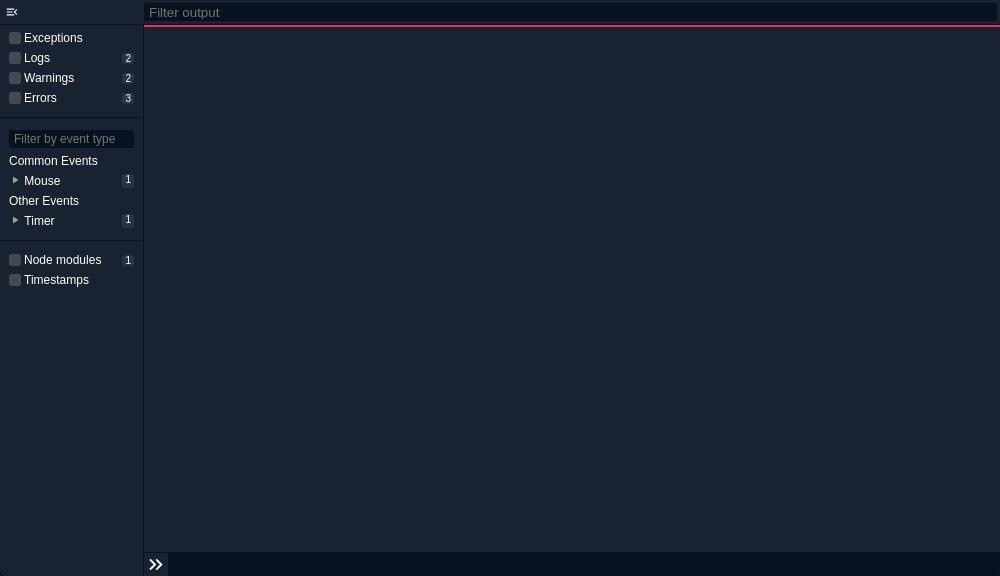 Filter output
Exceptions
Logs 2
Warnings 2
Errors 3
Filter by event type
Common Events
Mouse 1
Other Events
Timer 1
Node modules 1
Timestamps